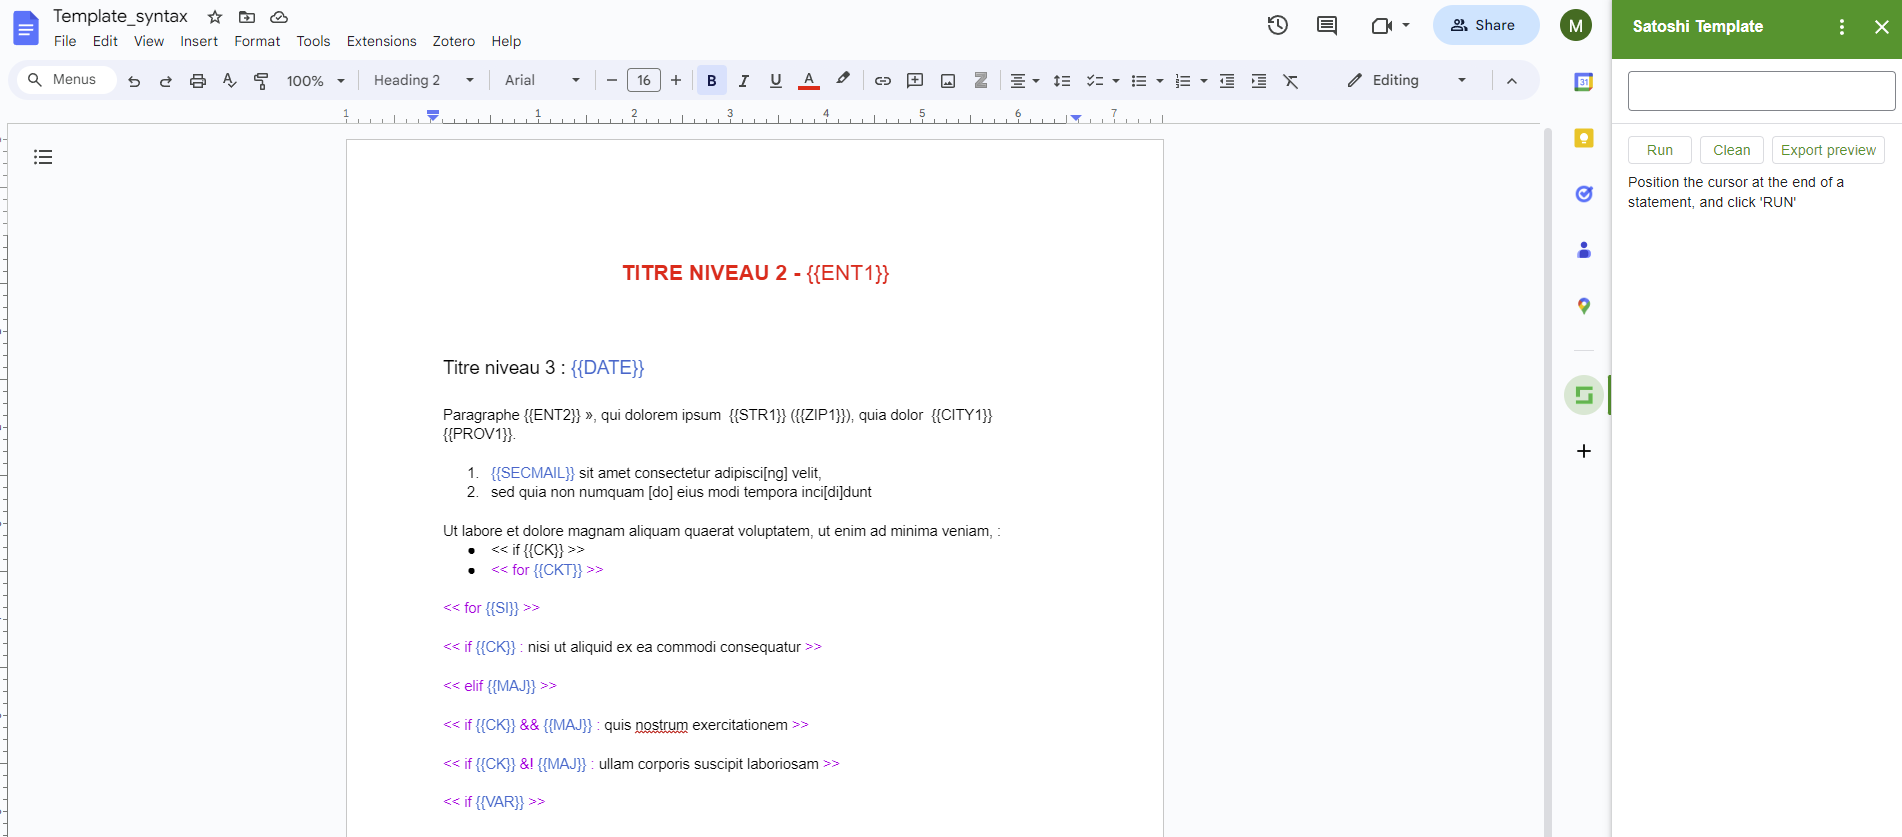 Template_syntax
File Edit View Insert Format Tools Extensions Zotero Help
Share
M
Menus 100% Heading 2 Arial 16 B I U A Editing
1 1 2 3 4 5 6 7
TITRE NIVEAU 2 - {{ENT1}}
Titre niveau 3 : {{DATE}}
Paragraphe {{ENT2}} », qui dolorem ipsum {{STR1}} ({{ZIP1}}), quia dolor {{CITY1}}
{{PROV1}}.
1. {{SECMAIL}} sit amet consectetur adipisci[ng] velit,
2. sed quia non numquam [do] eius modi tempora inci[di]dunt
Ut labore et dolore magnam aliquam quaerat voluptatem, ut enim ad minima veniam, :
● << if {{CK}} >>
● << for {{CKT}} >>
<< for {{SI}} >>
<< if {{CK}} : nisi ut aliquid ex ea commodi consequatur >>
<< elif {{MAJ}} >>
<< if {{CK}} && {{MAJ}} : quis nostrum exercitationem >>
<< if {{CK}} &! {{MAJ}} : ullam corporis suscipit laboriosam >>
<< if {{VAR}} >>
31
Satoshi Template
Run Clean Export preview
Position the cursor at the end of a
statement, and click 'RUN'